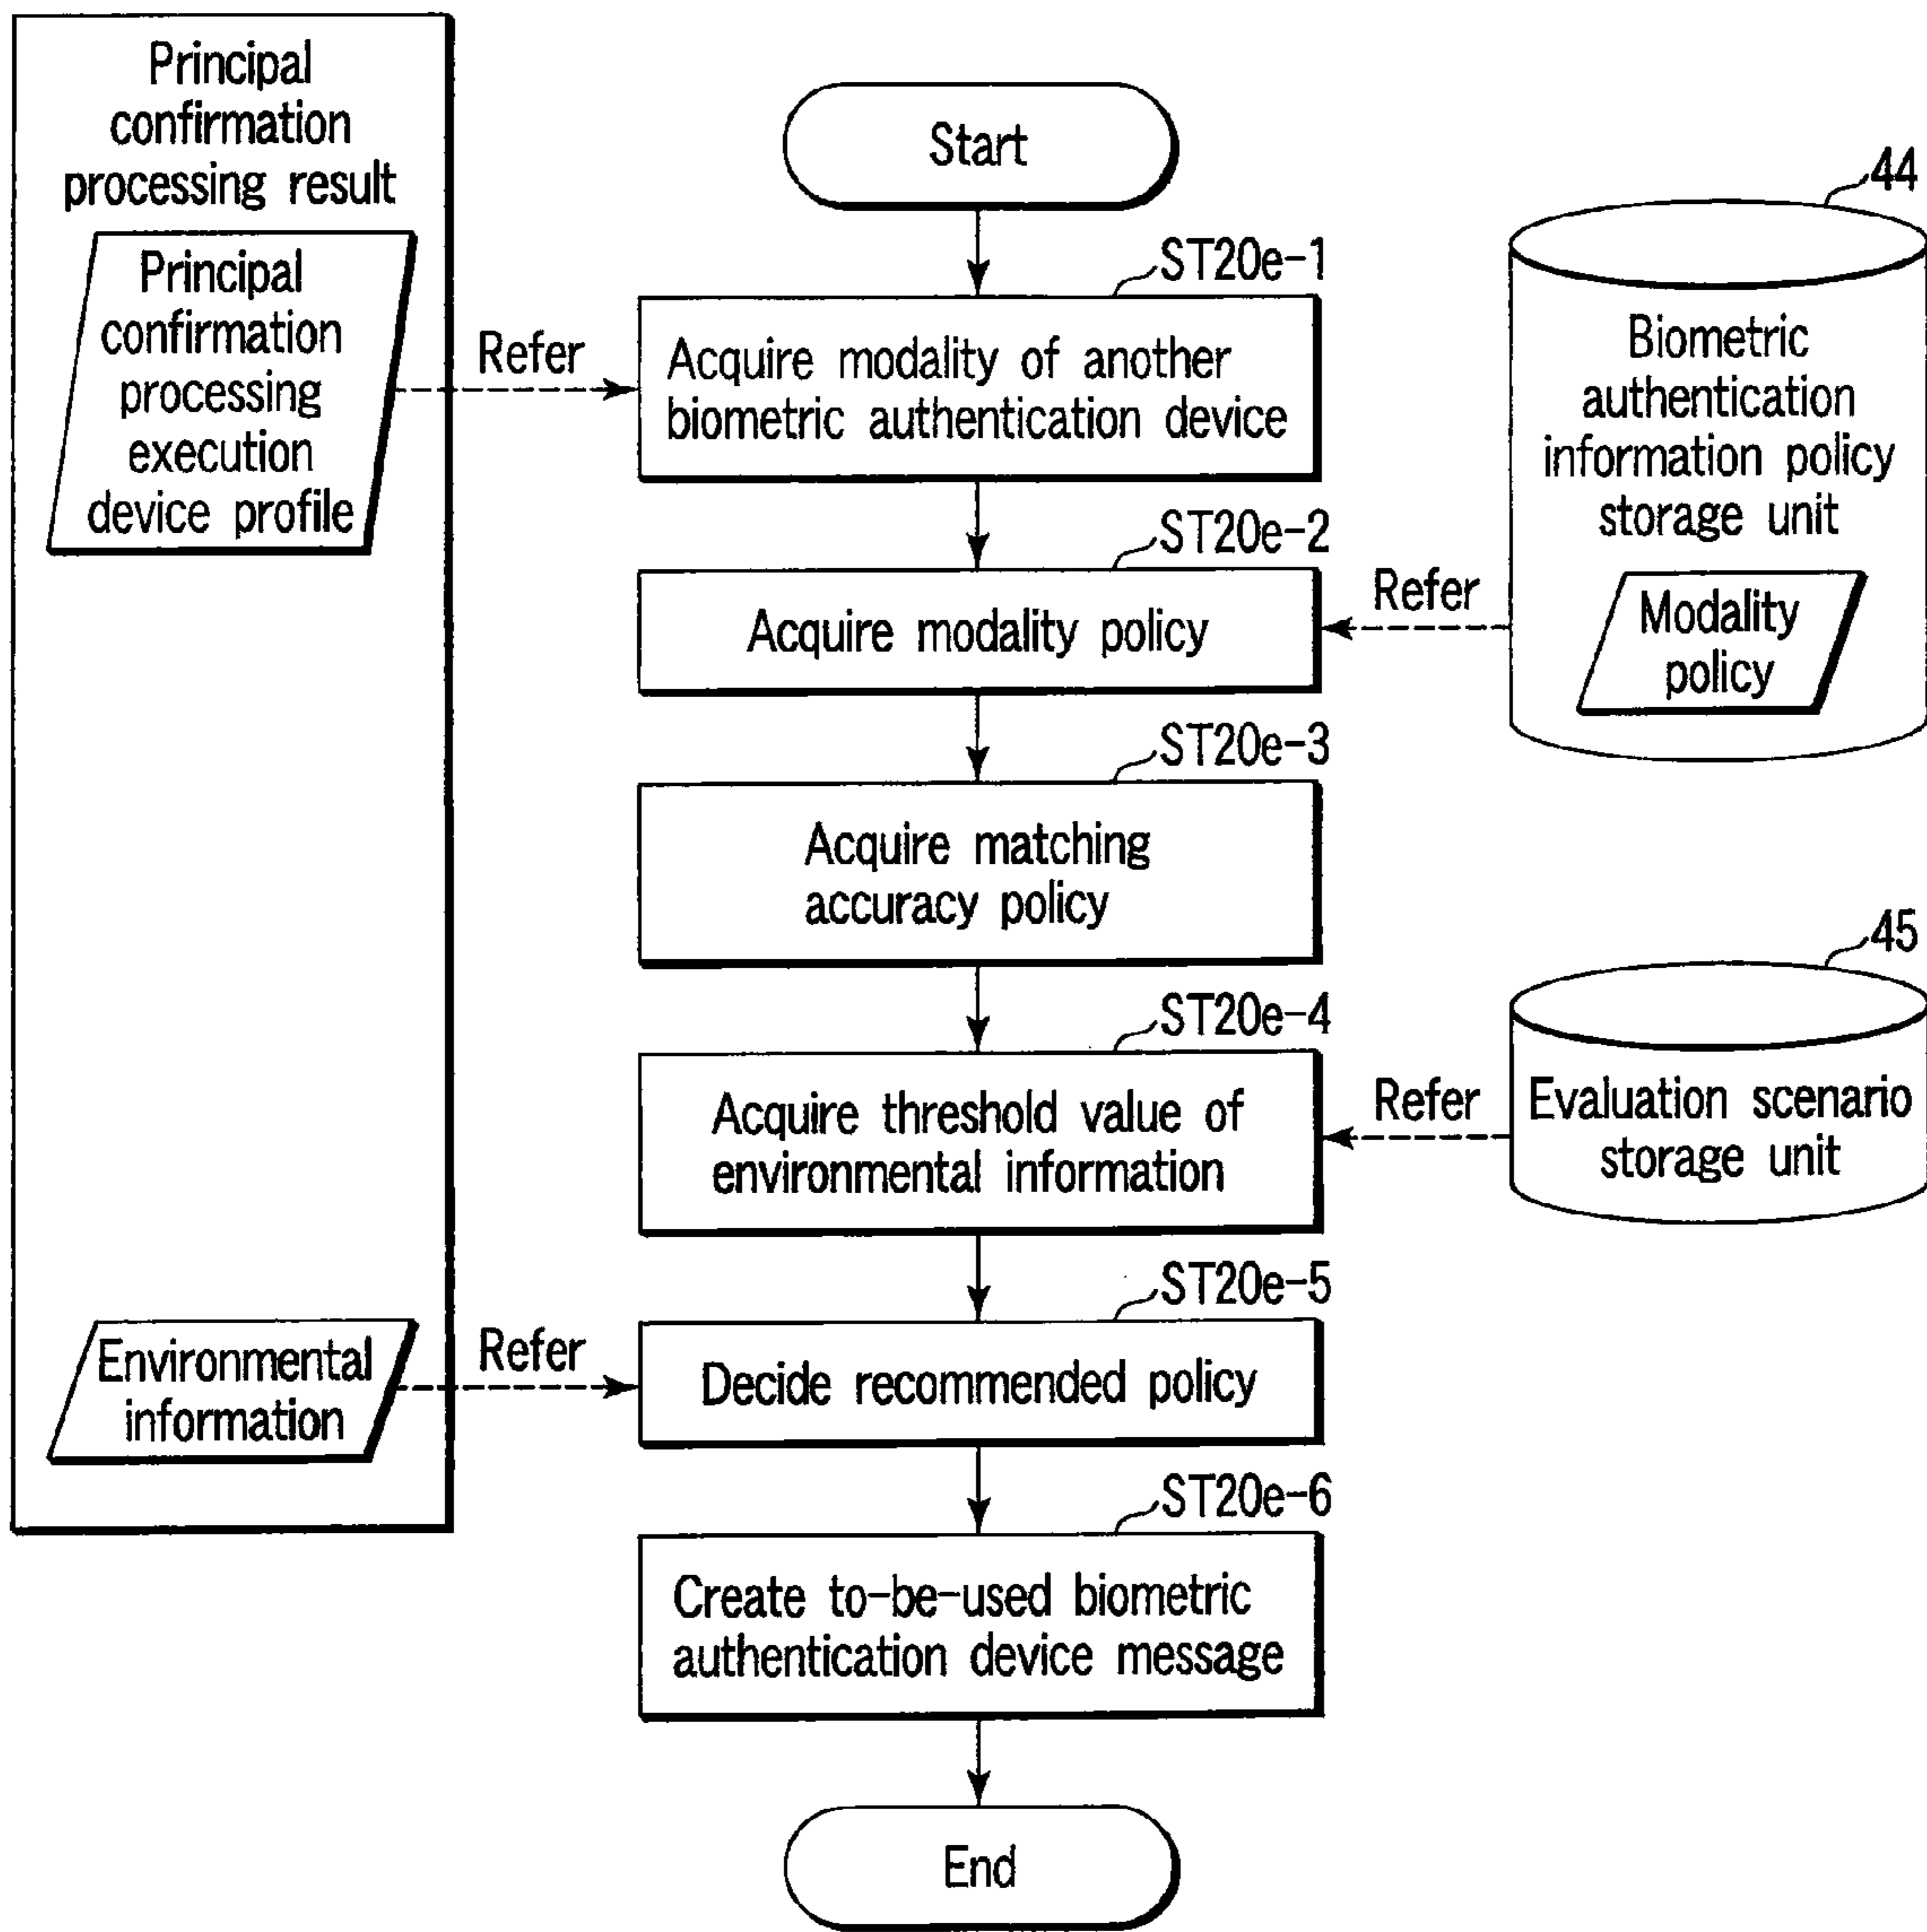 Principal
confirmation
processing result
Principal
confirmation
processing
execution
device profile
Environmental
information
Start
ST20e-1
Refer
Acquire modality of another
biometric authentication device
ST20e-2
Acquire modality policy
Refer
ST20e-3
Acquire matching
accuracy policy
ST20e-4
Acquire threshold value of
environmental information
Refer
ST20e-5
Refer
Decide recommended policy
ST20e-6
Create to-be-used biometric
authentication device message
End
44
Biometric
authentication
information policy
storage unit
Modality
policy
45
Evaluation scenario
storage unit